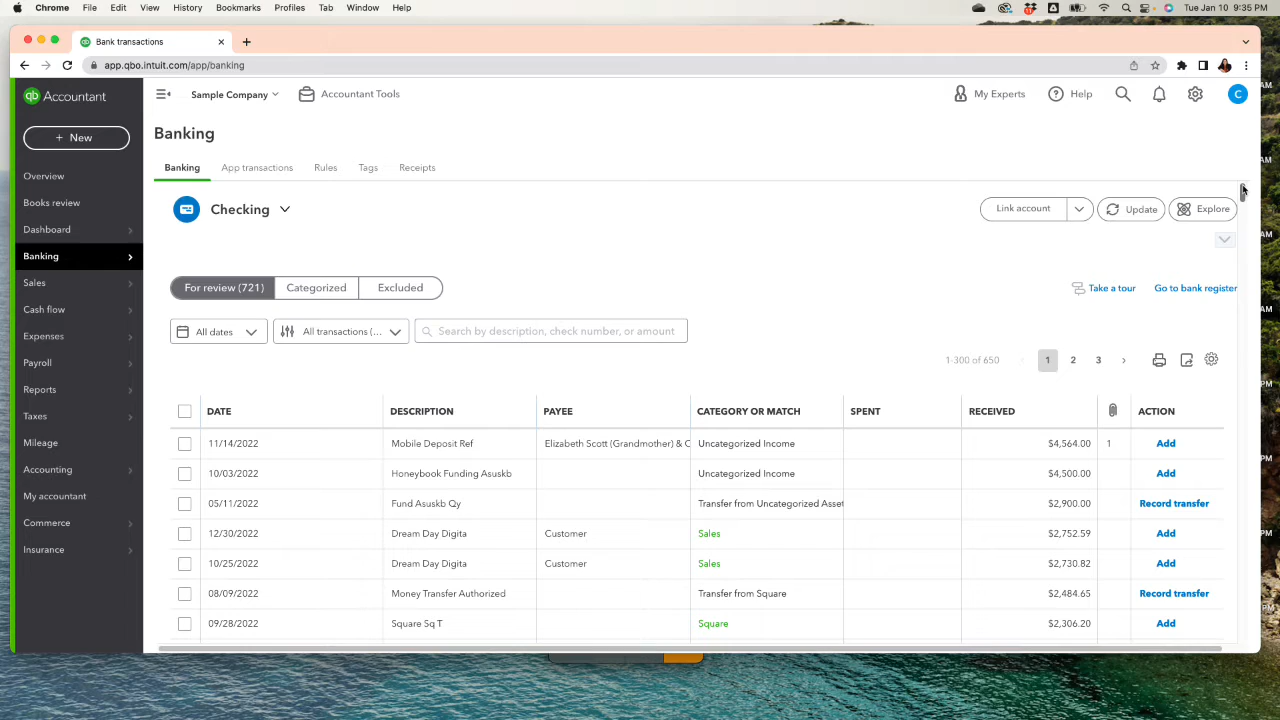 Chrome File Edit View History Bookmarks Profiles Tab Window Help Tue Jan 10 9:35 PM
Bank transactions
app.qbo.intuit.com/app/banking
qb Accountant
Sample Company
Accountant Tools
My Experts
Help
C
+ New
Banking
Overview
Books review
Dashboard
Banking
Sales
Cash flow
Expenses
Payroll
Reports
Taxes
Mileage
Accounting
My accountant
Commerce
Insurance
Banking App transactions Rules Tags Receipts
Checking
Link account
Update
Explore
For review (721) Categorized Excluded
Take a tour Go to bank register
All dates All transactions (... Search by description, check number, or amount
1-300 of 650 1 2 3
DATE DESCRIPTION PAYEE CATEGORY OR MATCH SPENT RECEIVED ACTION
11/14/2022 Mobile Deposit Ref Elizabeth Scott (Grandmother) & C Uncategorized Income $4,564.00 1 Add
10/03/2022 Honeybook Funding Asuskb Uncategorized Income $4,500.00 Add
05/11/2022 Fund Asuskb Qy Transfer from Uncategorized Asset $2,900.00 Record transfer
12/30/2022 Dream Day Digita Customer Sales $2,752.59 Add
10/25/2022 Dream Day Digita Customer Sales $2,730.82 Add
08/09/2022 Money Transfer Authorized Transfer from Square $2,484.65 Record transfer
09/28/2022 Square Sq T Square $2,306.20 Add